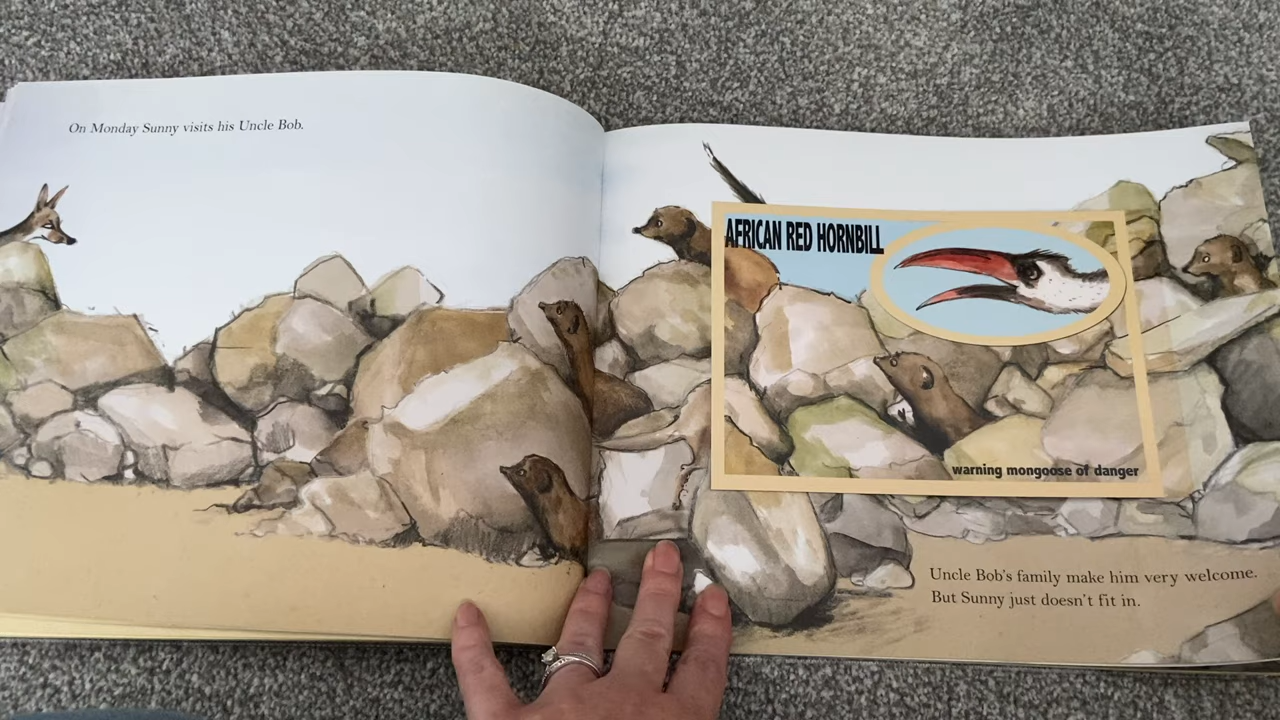 On Monday Sunny visits his Uncle Bob.
AFRICAN RED HORNBILL
warning mongoose of danger
Uncle Bob's family make him very welcome.
But Sunny just doesn't fit in.